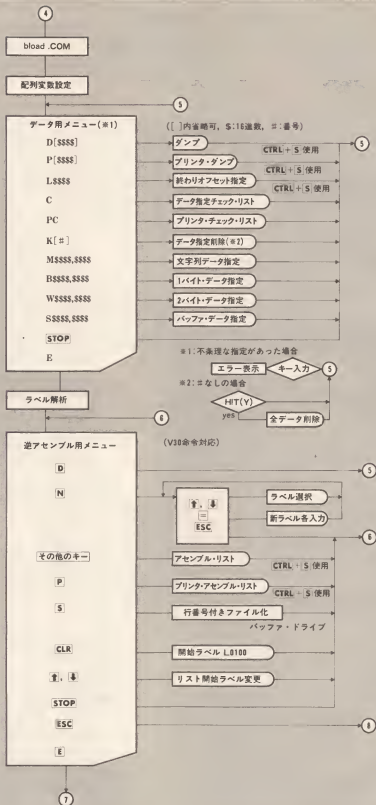 4
bload .COM
配列変数設定
5
データ用メニュー(※1)
([ ]内省略可, S:16進数, #:番号)
D[$$$$]
ダンプ
CTRL + S 使用
5
P[$$$$]
プリンタ・ダンプ
CTRL + S 使用
L$$$$
終わりオフセット指定
CTRL + S 使用
C
データ指定チェック・リスト
PC
プリンタ・チェック・リスト
K[#]
データ指定削除(※2)
M$$$$,$$$$
文字列データ指定
B$$$$,$$$$
1バイト・データ指定
W$$$$,$$$$
2バイト・データ指定
S$$$$,$$$$
バッファ・データ指定
STOP
E
※1:不条理な指定があった場合
エラー表示
キー入力
5
※2:#なしの場合
HIT(Y)
yes
全データ削除
ラベル解析
6
逆アセンブル用メニュー
(V30命令対応)
D
5
N
↑, ↓
=
ESC
ラベル選択
新ラベル名入力
6
その他のキー
アセンブル・リスト
CTRL + S 使用
P
プリンタ・アセンブル・リスト
CTRL + S 使用
S
行番号付きファイル化
バッファ・ドライブ
CLR
開始ラベル L0100
↑, ↓
リスト開始ラベル変更
STOP
ESC
8
E
7